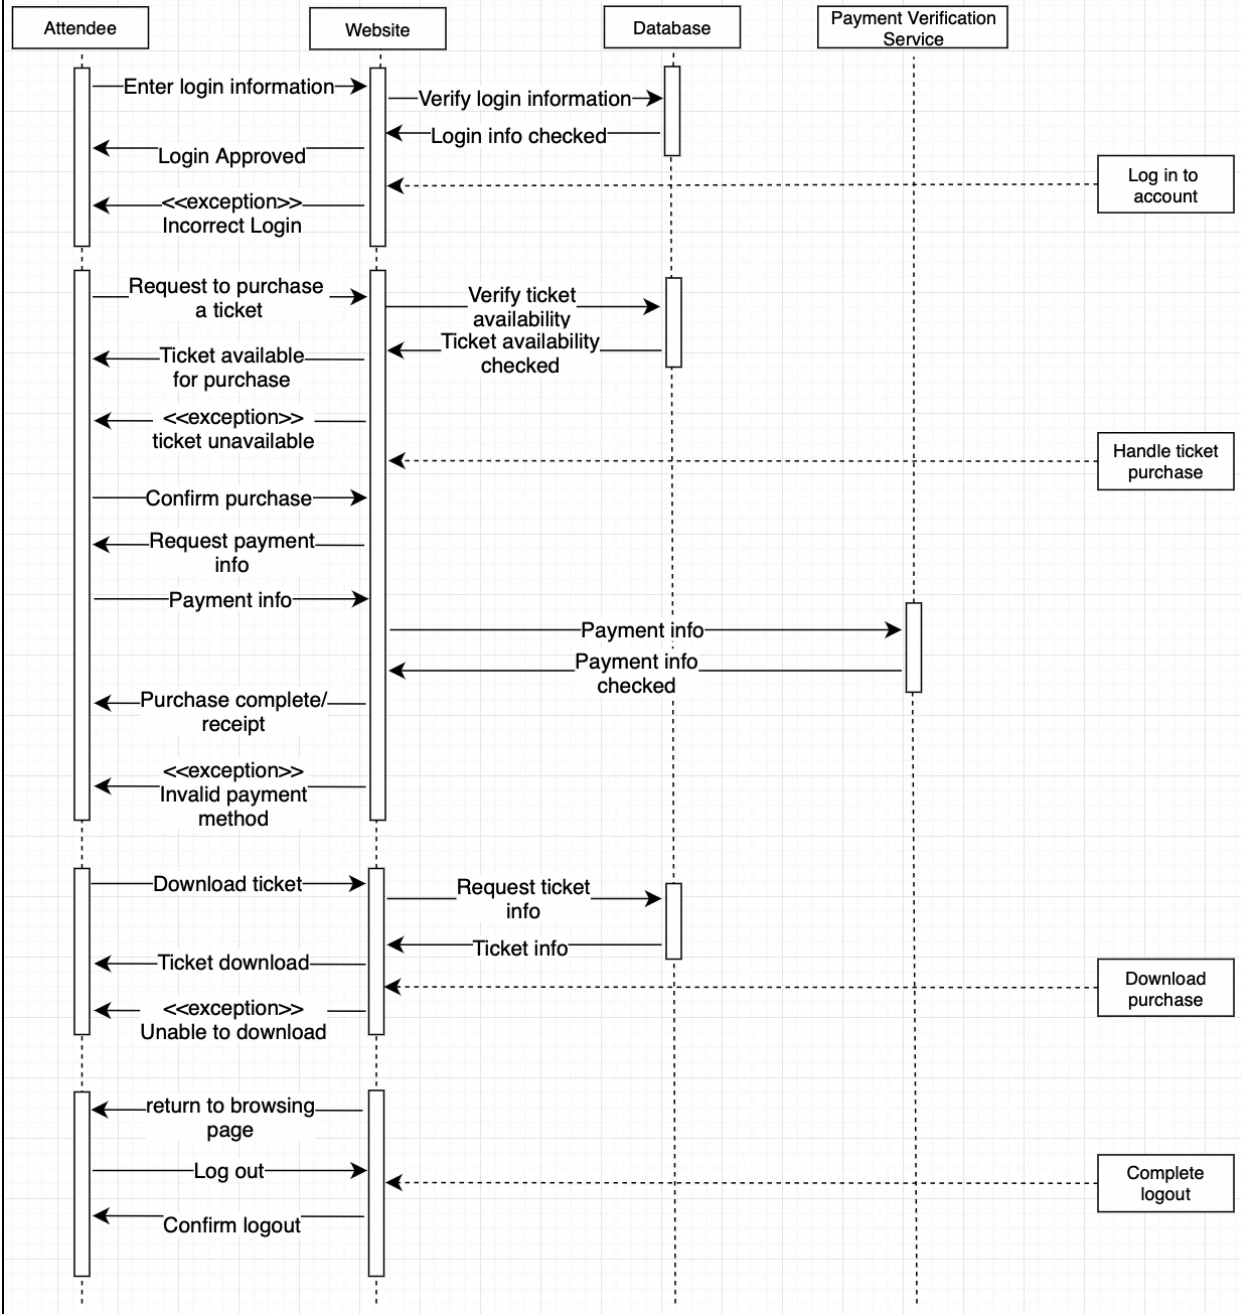 Attendee
Website
Database
Payment Verification
Service
Enter login information
Verify login information
Login info checked
Login Approved
Log in to
account
<<exception>>
Incorrect Login
Request to purchase
a ticket
Verify ticket
availability
Ticket availability
checked
Ticket available
for purchase
<<exception>>
ticket unavailable
Handle ticket
purchase
Confirm purchase
Request payment
info
Payment info
Payment info
Payment info
checked
Purchase complete/
receipt
<<exception>>
Invalid payment
method
Download ticket
Request ticket
info
Ticket info
Ticket download
Download
purchase
<<exception>>
Unable to download
return to browsing
page
Log out
Complete
logout
Confirm logout